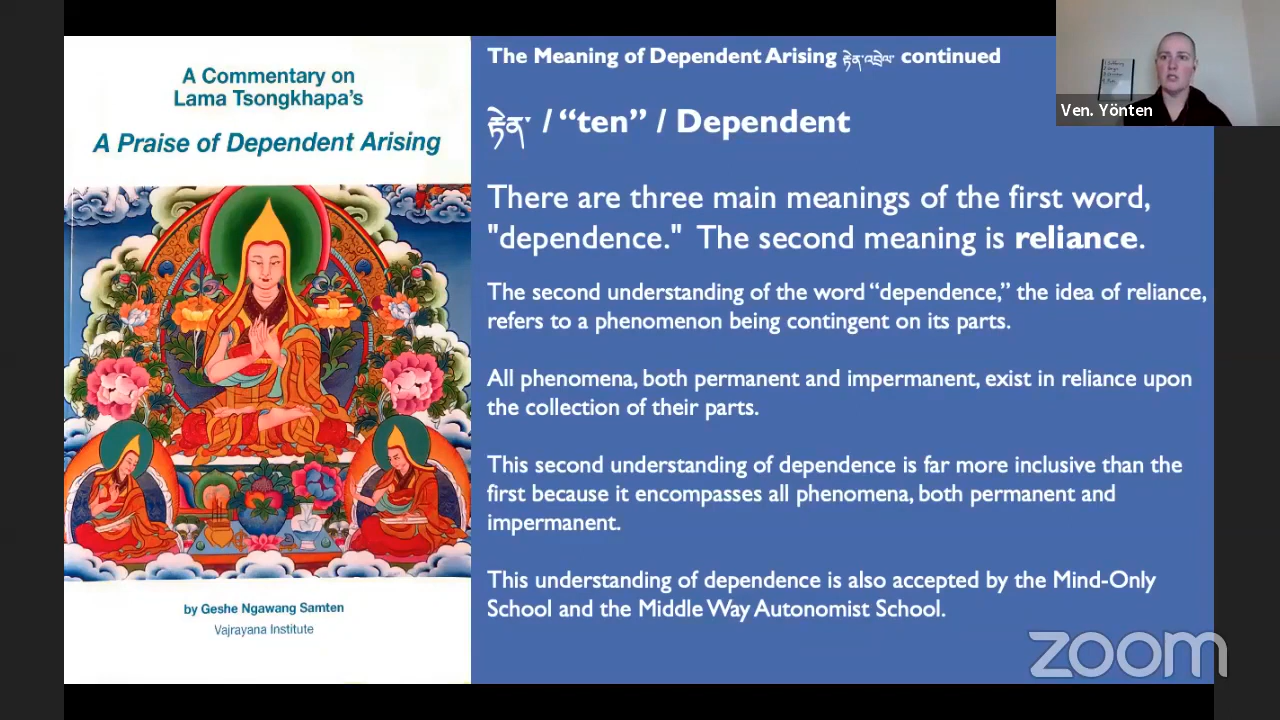 A Commentary on
Lama Tsongkhapa's
A Praise of Dependent Arising
by Geshe Ngawang Samten
Vajrayana Institute
The Meaning of Dependent Arising རྟེན་འབྲེལ་ continued
རྟེན་ / “ten” / Dependent
There are three main meanings of the first word,
"dependence." The second meaning is reliance.
The second understanding of the word “dependence,” the idea of reliance,
refers to a phenomenon being contingent on its parts.
All phenomena, both permanent and impermanent, exist in reliance upon
the collection of their parts.
This second understanding of dependence is far more inclusive than the
first because it encompasses all phenomena, both permanent and
impermanent.
This understanding of dependence is also accepted by the Mind-Only
School and the Middle Way Autonomist School.
Ven. Yönten
zoom